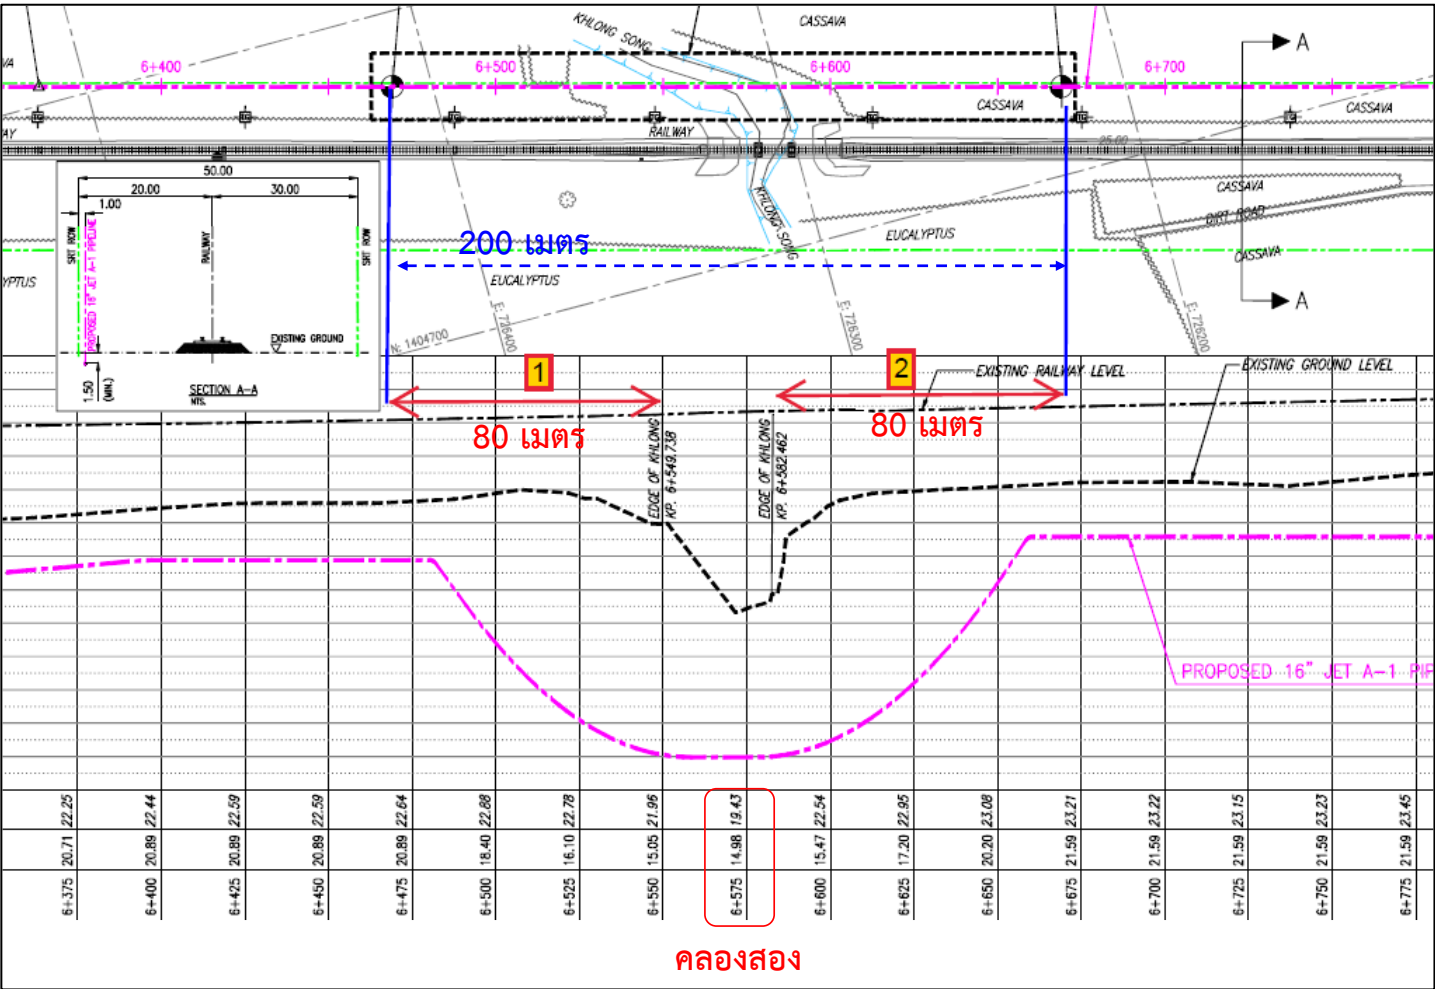 KHLONG SONG
CASSAVA
A
VA
6+400
6+500
6+600
6+700
CASSAVA
CASSAVA
AY
RAILWAY
25.00
50.00
20.00
30.00
1.00
SRT ROW
PROPOSED 16" JET A-1 PIPELINE
RAILWAY
SRT ROW
EXISTING GROUND
1.50
(MIN.)
SECTION A-A
NTS.
KHLONG SONG
CASSAVA
DIRT ROAD
EUCALYPTUS
CASSAVA
200 เมตร
YPTUS
EUCALYPTUS
A
N: 1404700
E: 726400
E: 726300
E: 726200
1
2
EXISTING RAILWAY LEVEL
EXISTING GROUND LEVEL
80 เมตร
80 เมตร
EDGE OF KHLONG
KP. 6+549.738
EDGE OF KHLONG
KP. 6+582.462
PROPOSED 16" JET A-1 PIP
22.25 22.44 22.59 22.59 22.64 22.88 22.78 21.96 19.43 22.54 22.95 23.08 23.21 23.22 23.15 23.23 23.45
20.71 20.89 20.89 20.89 20.89 18.40 16.10 15.05 14.98 15.47 17.20 20.20 21.59 21.59 21.59 21.59 21.59
6+375 6+400 6+425 6+450 6+475 6+500 6+525 6+550 6+575 6+600 6+625 6+650 6+675 6+700 6+725 6+750 6+775
คลองสอง